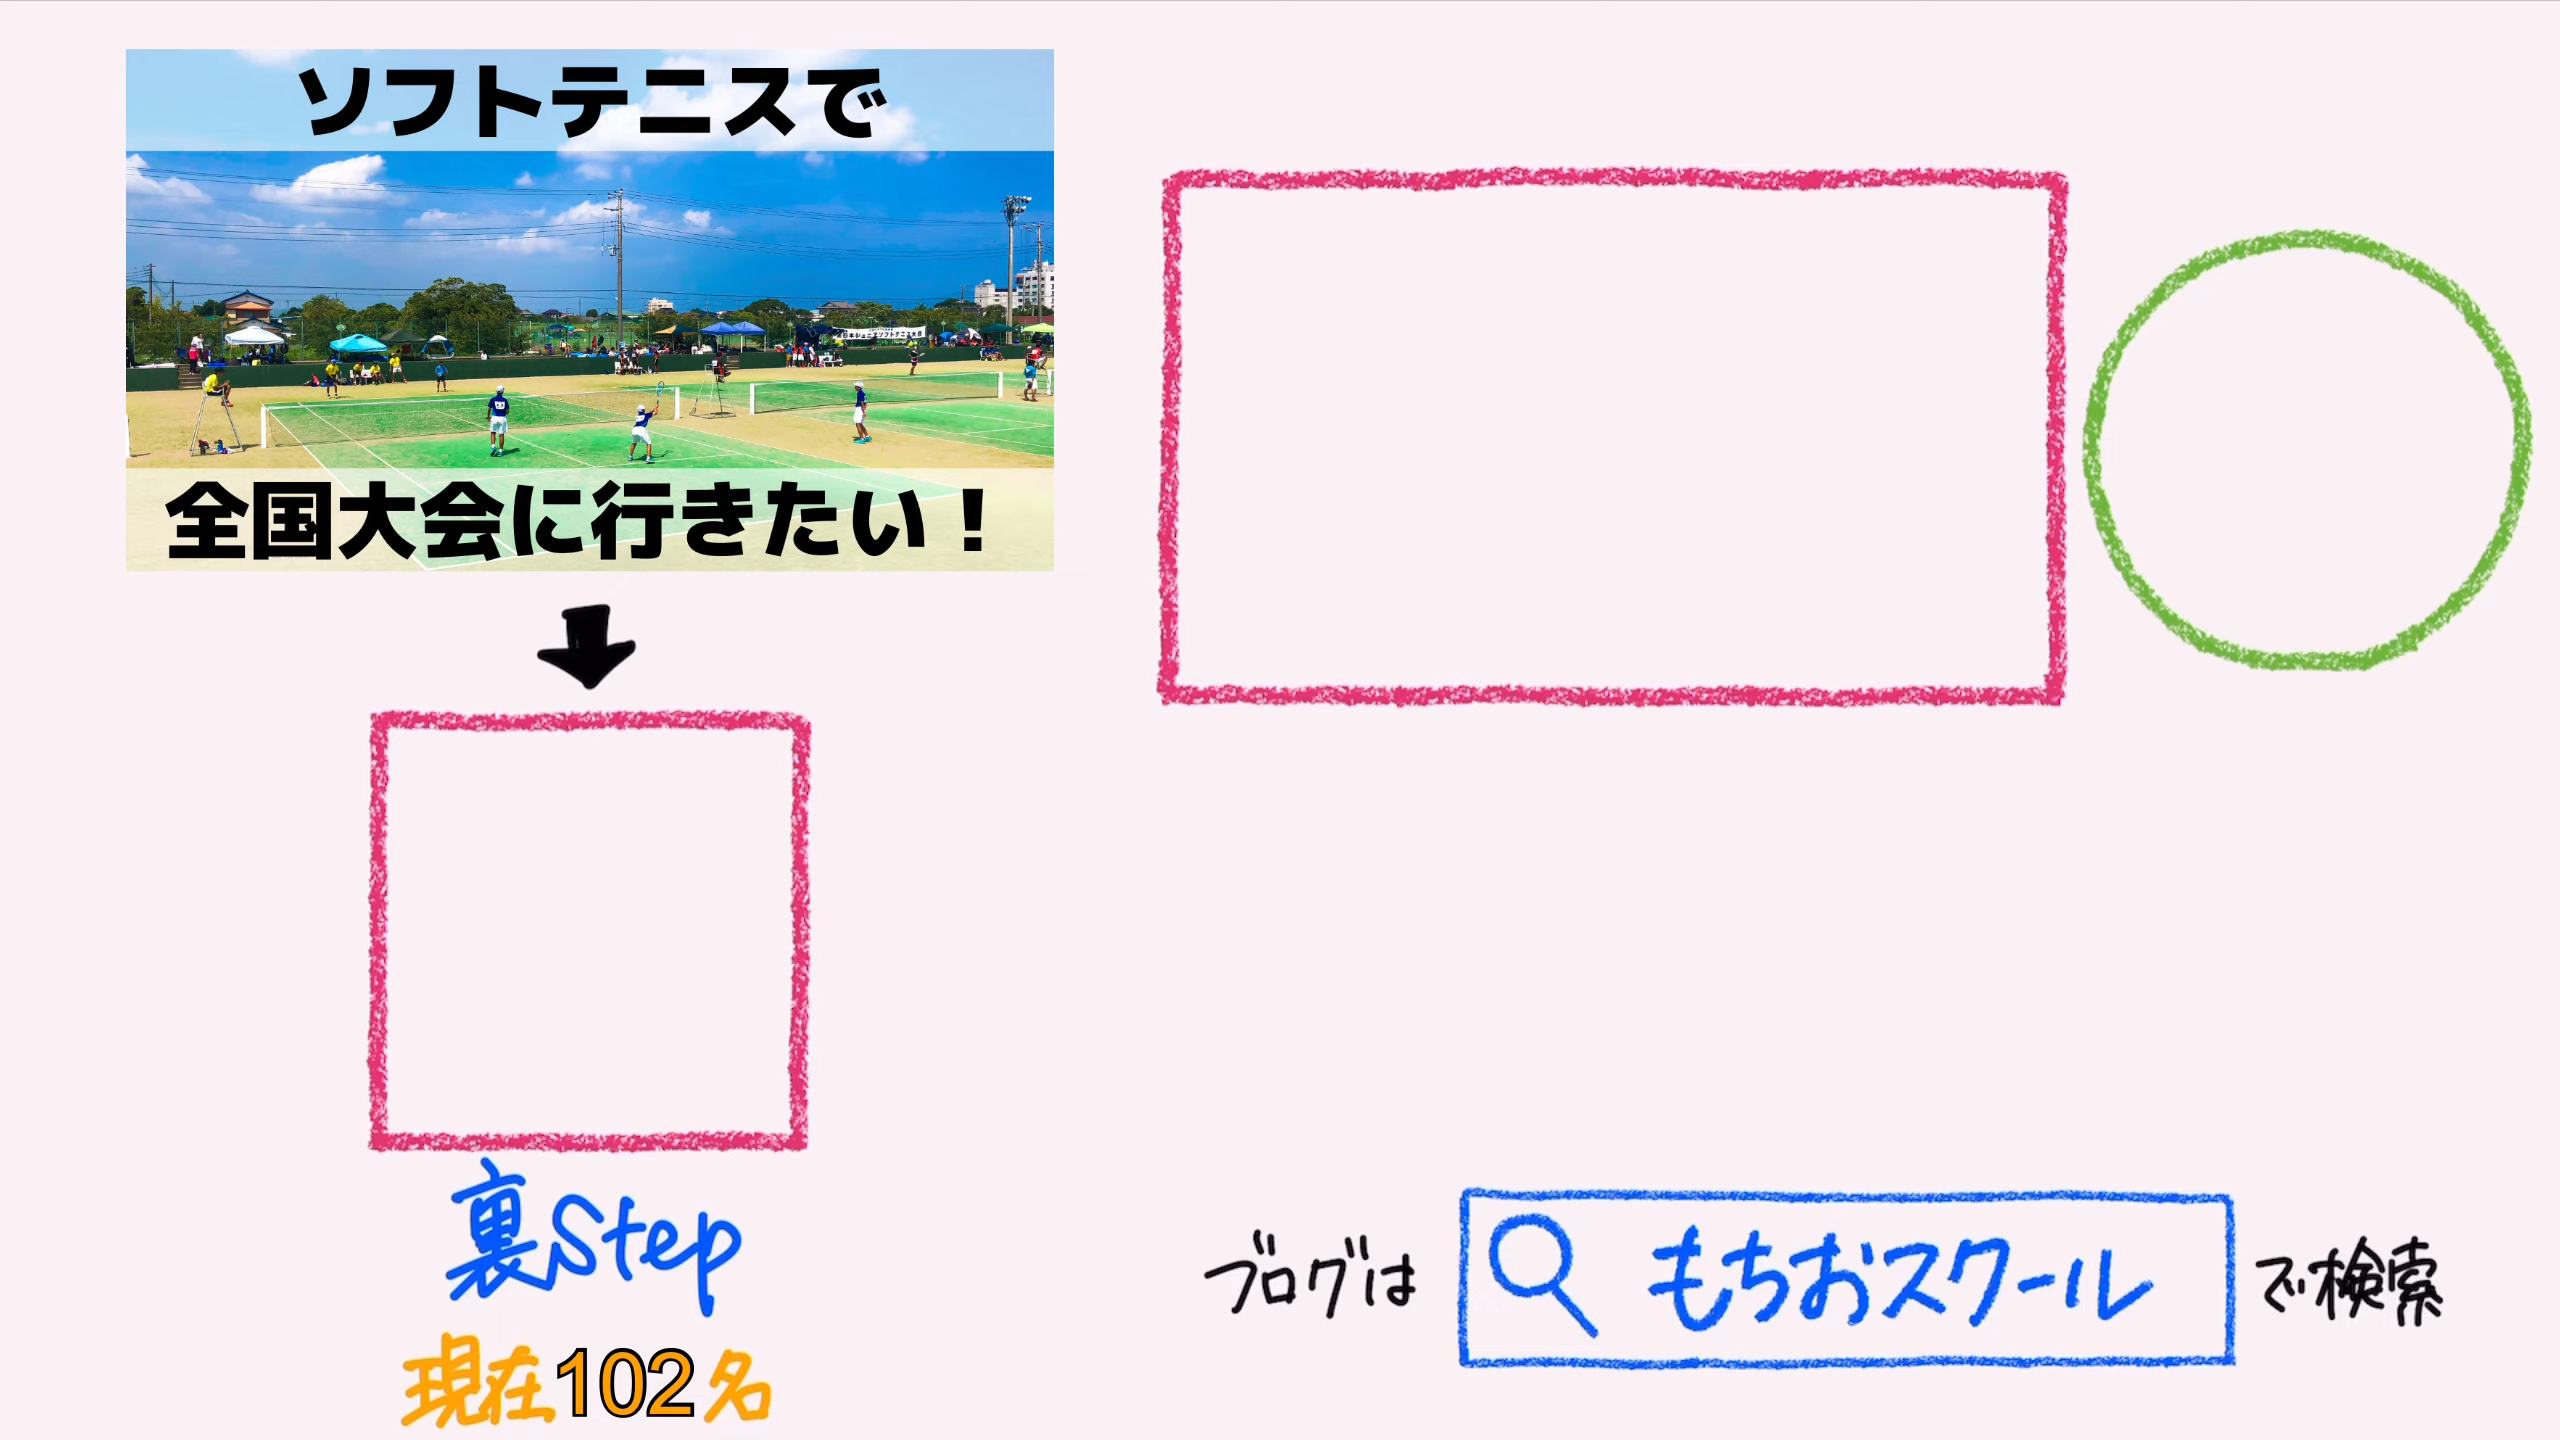 ソフトテニスで
全国大会に行きたい！
裏Step
現在102名
ブログは もちおスクール で検索